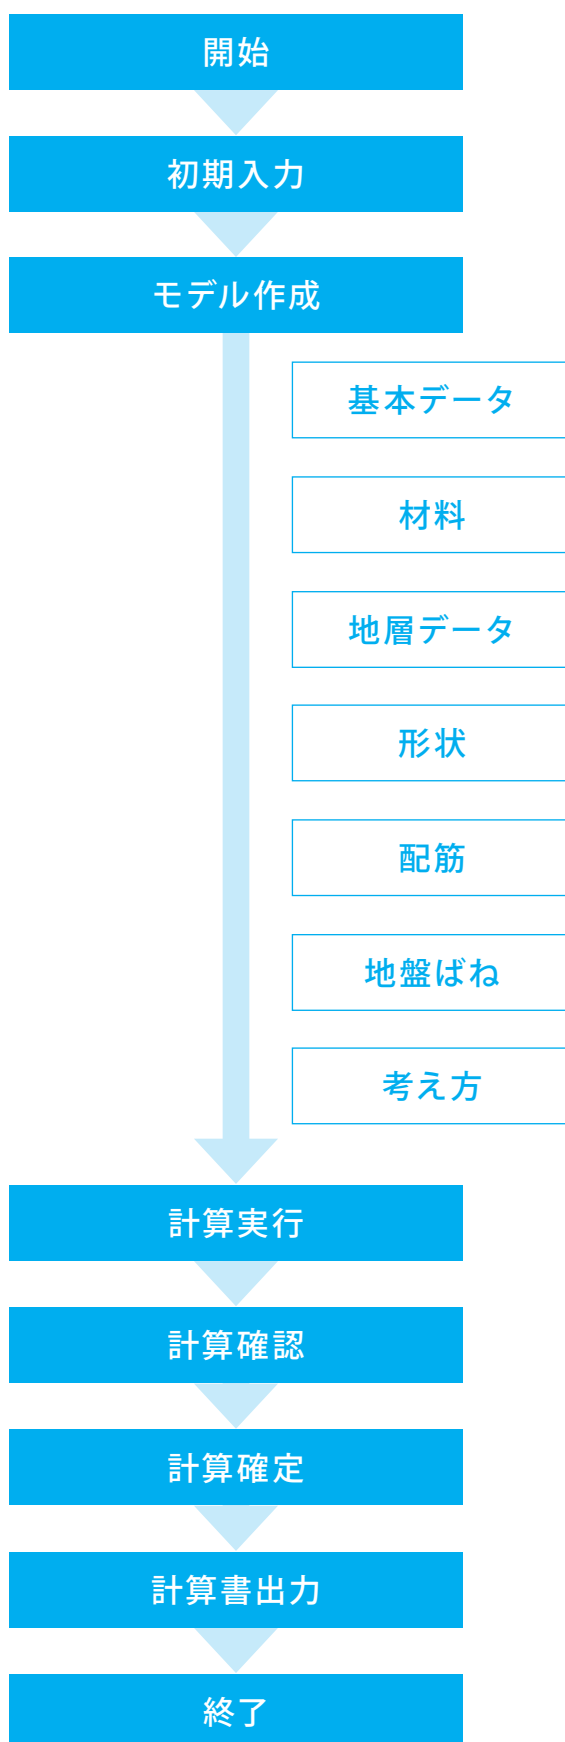 開始
初期入力
モデル作成
基本データ
材料
地層データ
形状
配筋
地盤ばね
考え方
計算実行
計算確認
計算確定
計算書出力
終了